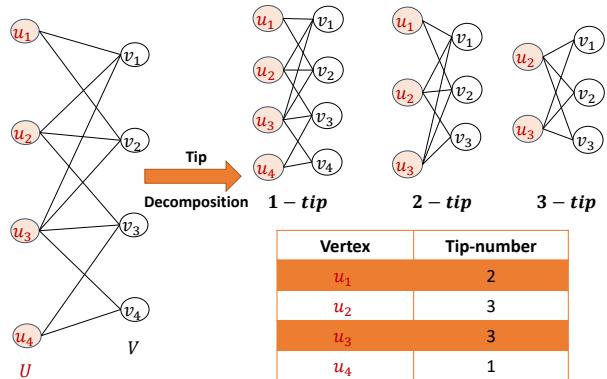 u₁
u₂
u₃
u₄
U
v₁
v₂
v₃
v₄
V
Tip
Decomposition
u₁
u₂
u₃
u₄
v₁
v₂
v₃
v₄
1 − tip
u₁
u₂
u₃
v₁
v₂
v₃
2 − tip
u₂
u₃
v₁
v₂
v₃
3 − tip
Vertex Tip-number
u₁ 2
u₂ 3
u₃ 3
u₄ 1